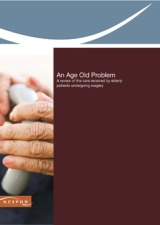 An Age Old Problem
A review of the care received by elderly
patients undergoing surgery
NCEPOD